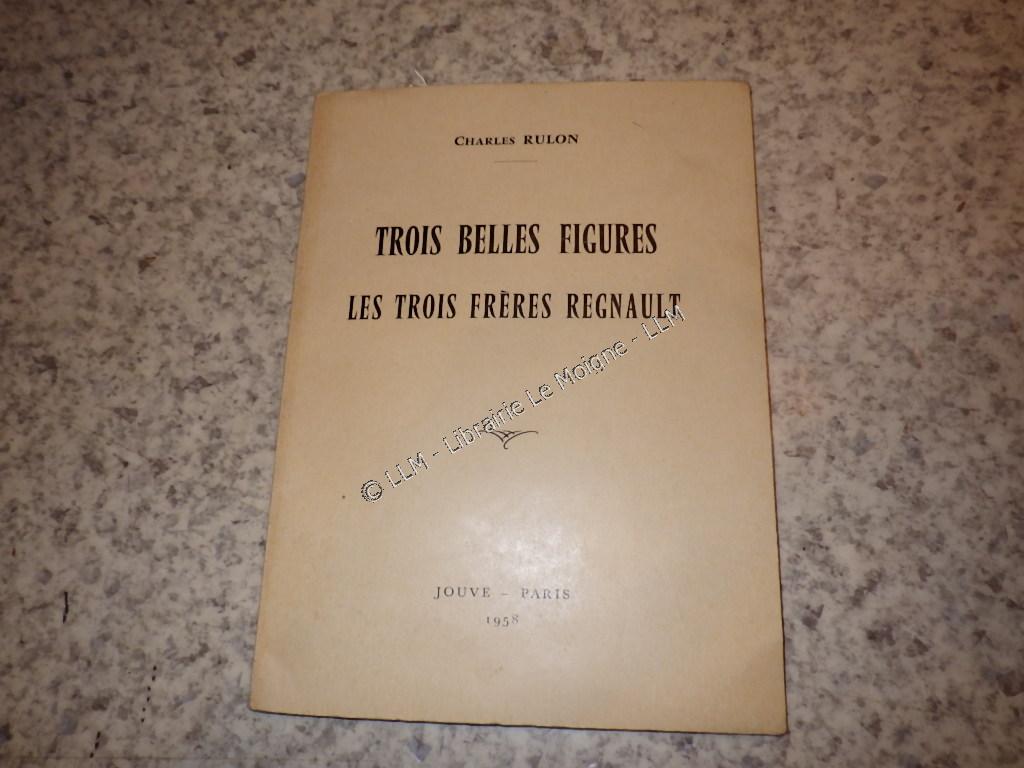 Charles RULON
TROIS BELLES FIGURES
LES TROIS FRÈRES REGNAULT
© LLM - Librairie Le Moigne - LLM
JOUVE – PARIS
1958